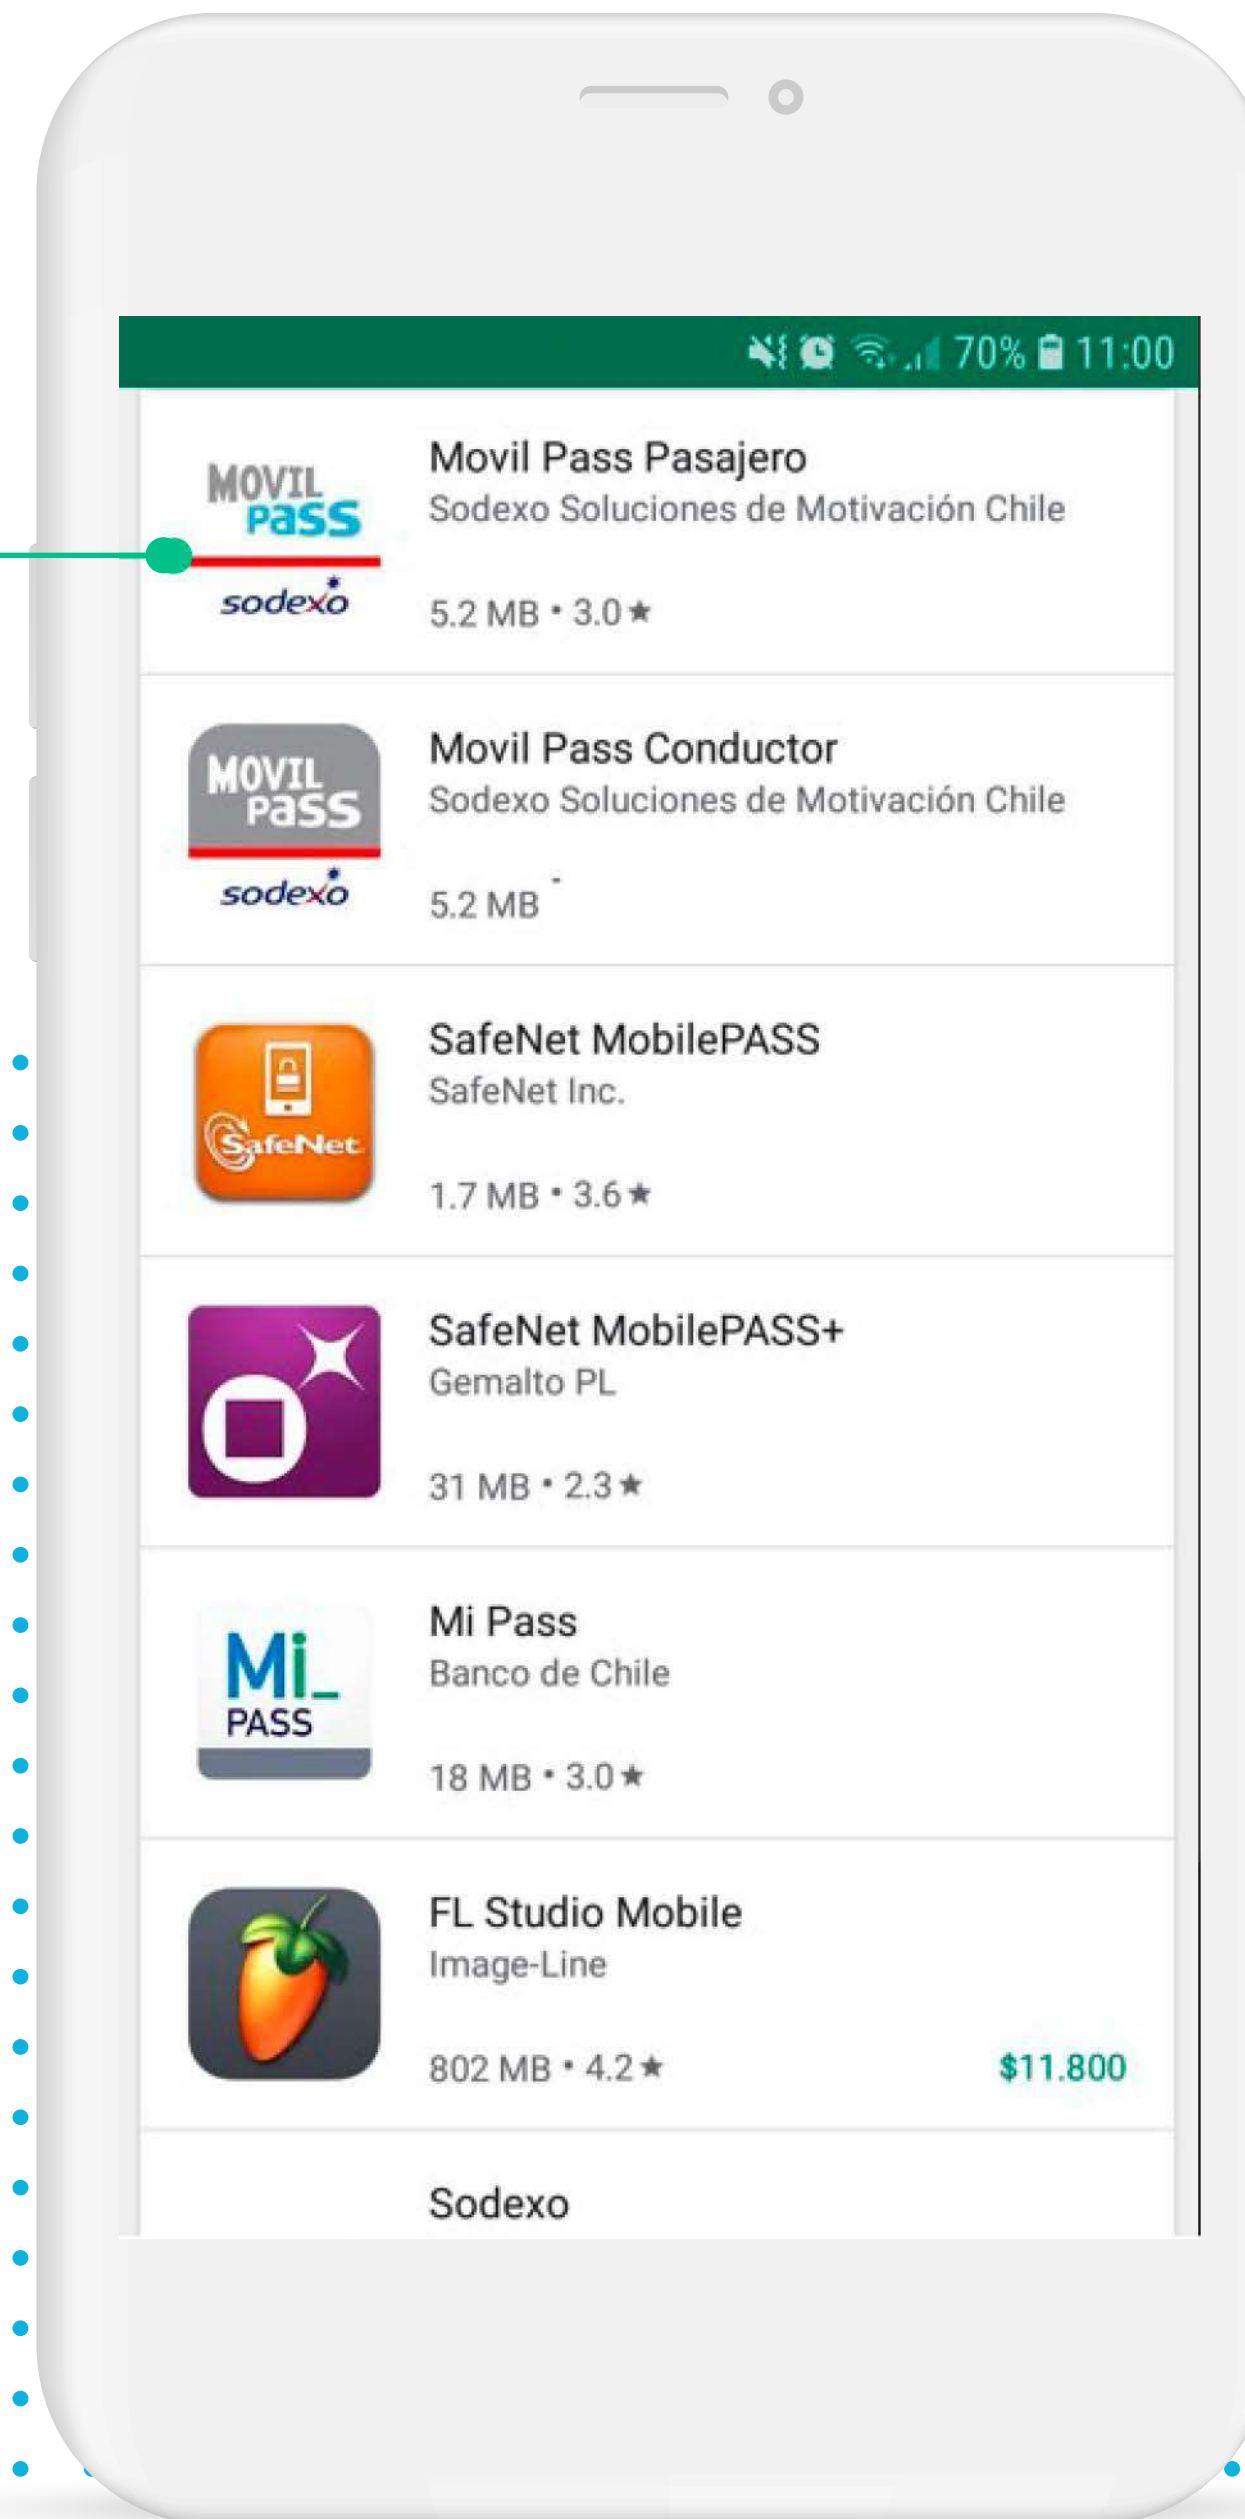 70% 11:00
MOVIL
Pass
sodexo
Movil Pass Pasajero
Sodexo Soluciones de Motivación Chile
5.2 MB • 3.0 ★
MOVIL
Pass
sodexo
Movil Pass Conductor
Sodexo Soluciones de Motivación Chile
5.2 MB -
SafeNet
SafeNet MobilePASS
SafeNet Inc.
1.7 MB • 3.6 ★
SafeNet MobilePASS+
Gemalto PL
31 MB • 2.3 ★
Mi_
PASS
Mi Pass
Banco de Chile
18 MB • 3.0 ★
FL Studio Mobile
Image-Line
802 MB • 4.2 ★ $11.800
Sodexo